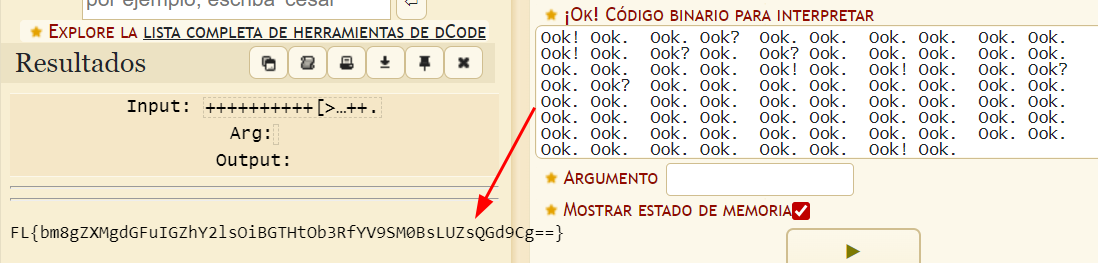 por ejemplo, escriba 'cesar'
★ EXPLORE LA LISTA COMPLETA DE HERRAMIENTAS DE DCODE
Resultados
Input: ++++++++++[>…++.
Arg:
Output:
FL{bm8gZXMgdGFuIGZhY2lsOiBGTHtOb3RfYV9SM0BsLUZsQGd9Cg==}
★ ¡OK! CÓDIGO BINARIO PARA INTERPRETAR
Ook! Ook. Ook. Ook? Ook. Ook. Ook. Ook. Ook. Ook.
Ook! Ook. Ook? Ook. Ook? Ook. Ook. Ook. Ook. Ook.
Ook. Ook. Ook. Ook. Ook! Ook. Ook! Ook. Ook. Ook?
Ook. Ook? Ook. Ook. Ook. Ook. Ook. Ook. Ook. Ook.
Ook. Ook. Ook. Ook. Ook. Ook. Ook. Ook.
Ook. Ook. Ook. Ook. Ook. Ook. Ook. Ook. Ook. Ook.
Ook. Ook. Ook. Ook. Ook. Ook. Ook. Ook. Ook. Ook.
Ook. Ook. Ook. Ook. Ook. Ook. Ook! Ook.
★ ARGUMENTO
★ MOSTRAR ESTADO DE MEMORIA